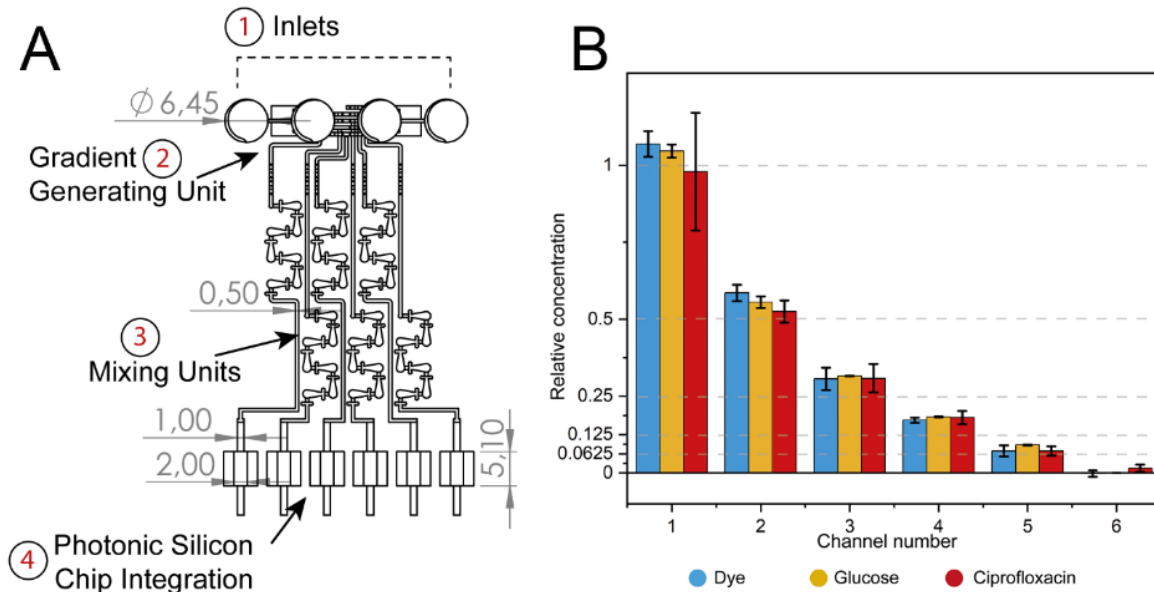 A
1 Inlets
Ø 6,45
Gradient 2
Generating Unit
0,50
3
Mixing Units
1,00
2,00
5,10
4 Photonic Silicon
Chip Integration
B
Relative concentration
1
0.5
0.25
0.125
0.0625
0
1 2 3 4 5 6
Channel number
Dye Glucose Ciprofloxacin